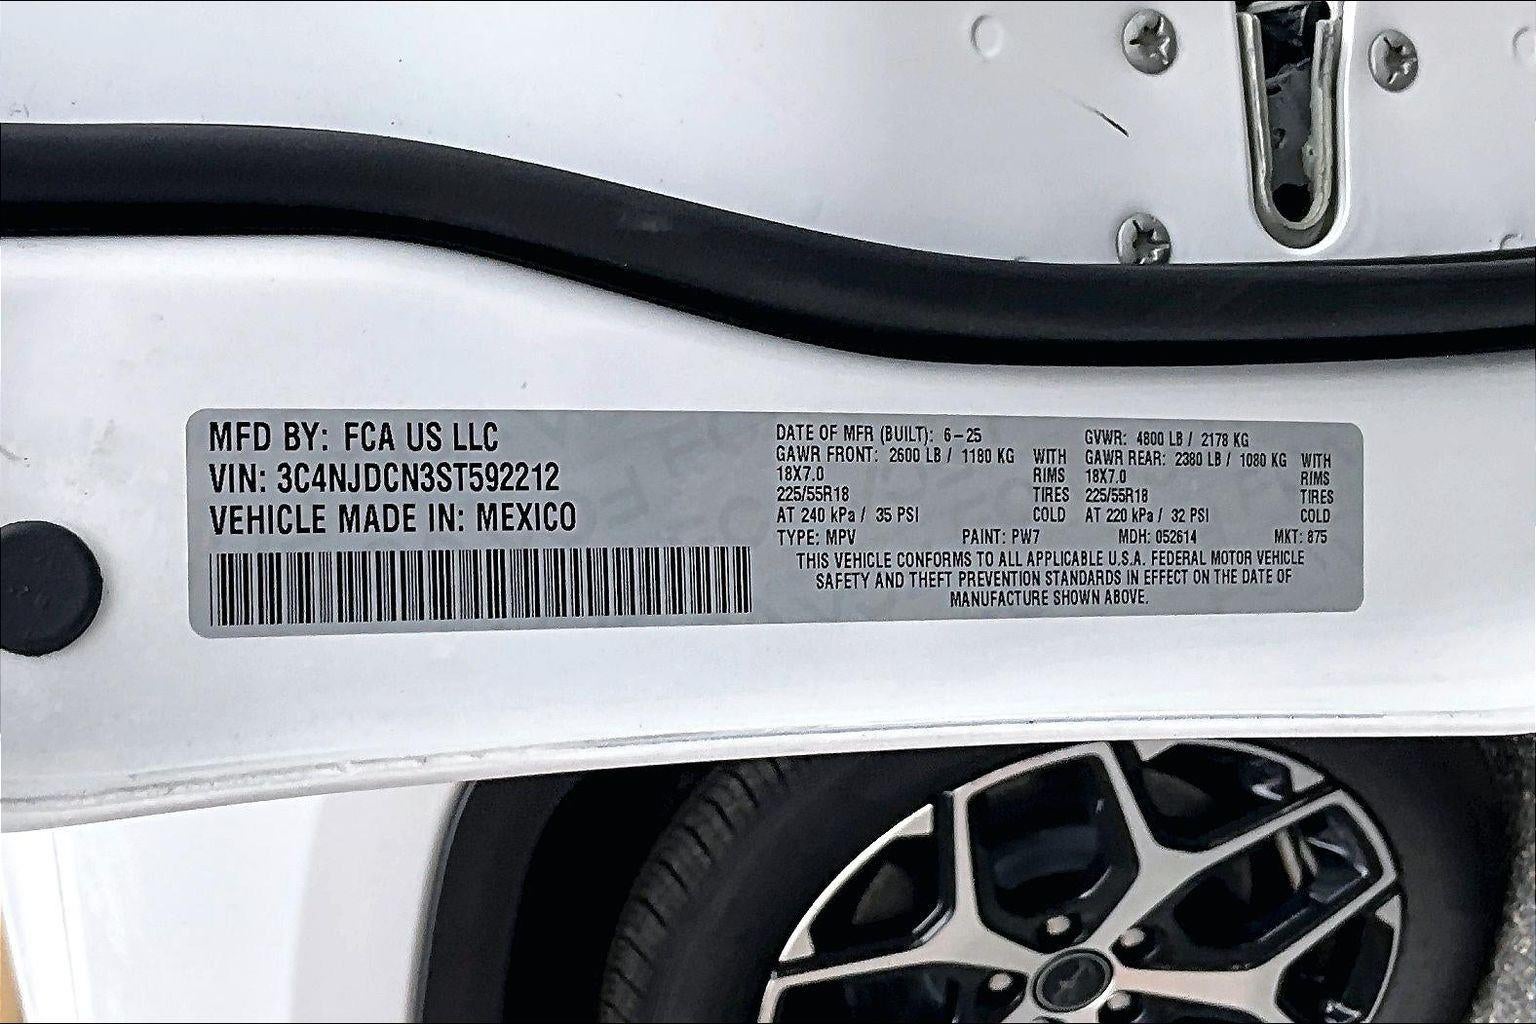 MFD BY: FCA US LLC
VIN: 3C4NJDCN3ST592212
VEHICLE MADE IN: MEXICO
DATE OF MFR (BUILT): 6-25
GAWR FRONT: 2600 LB / 1180 KG WITH
18X7.0 RIMS
225/55R18 TIRES
AT 240 kPa / 35 PSI COLD
GVWR: 4800 LB / 2178 KG
GAWR REAR: 2380 LB / 1080 KG WITH
18X7.0 RIMS
225/55R18 TIRES
AT 220 kPa / 32 PSI COLD
TYPE: MPV PAINT: PW7 MDH: 052614 MKT: 875
THIS VEHICLE CONFORMS TO ALL APPLICABLE U.S.A. FEDERAL MOTOR VEHICLE
SAFETY AND THEFT PREVENTION STANDARDS IN EFFECT ON THE DATE OF
MANUFACTURE SHOWN ABOVE.